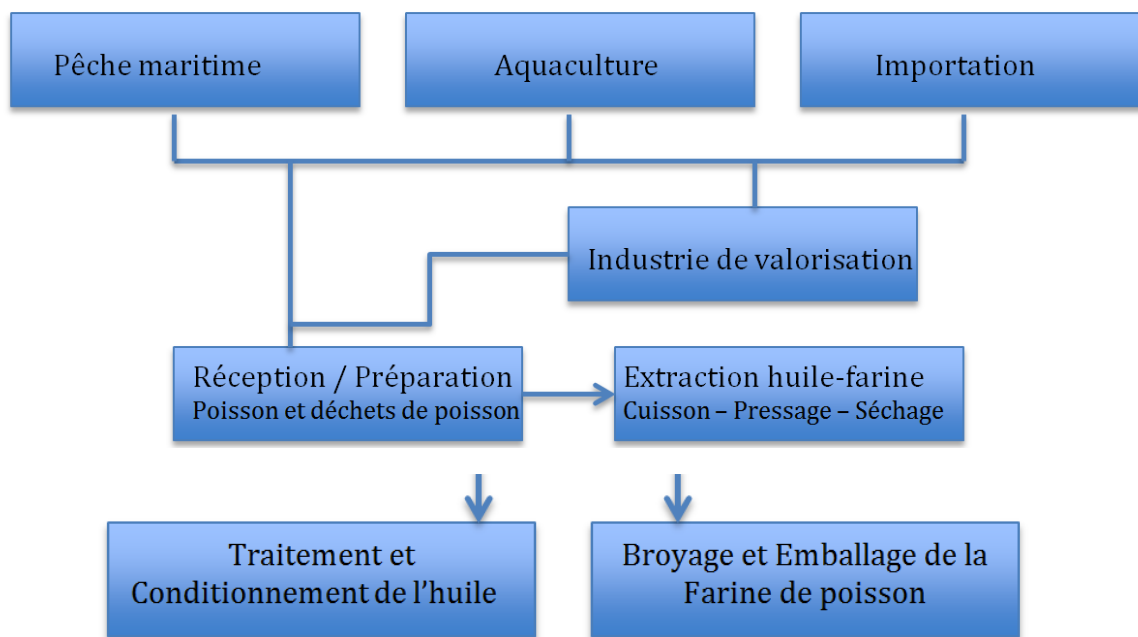 Pêche maritime
Aquaculture
Importation
Industrie de valorisation
Réception / Préparation
Poisson et déchets de poisson
Extraction huile-farine
Cuisson – Pressage – Séchage
Traitement et
Conditionnement de l’huile
Broyage et Emballage de la
Farine de poisson